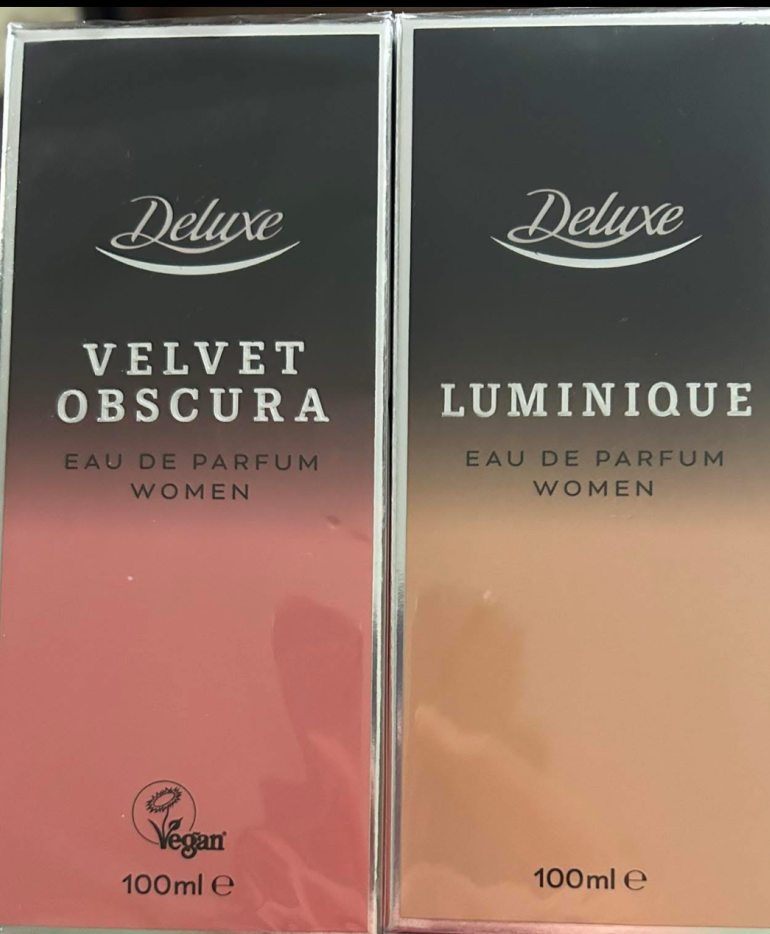 Deluxe
VELVET
OBSCURA
EAU DE PARFUM
WOMEN
Vegan
100ml ℮
Deluxe
LUMINIQUE
EAU DE PARFUM
WOMEN
100ml ℮